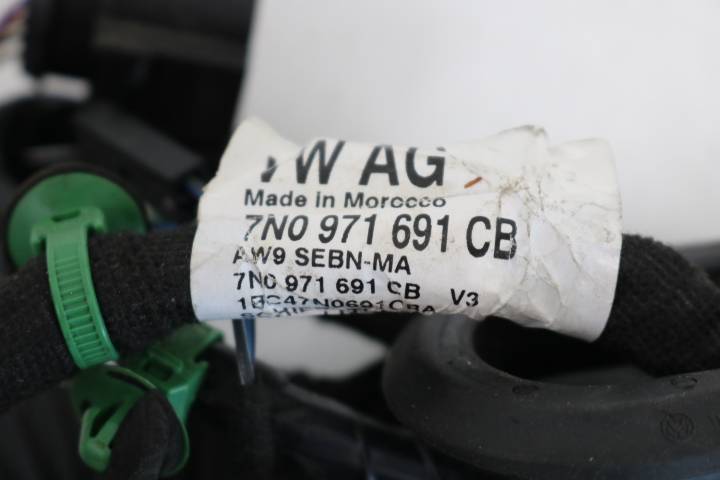 VW AG
Made in Morocco
7N0 971 691 CB
AW9 SEBN-MA
7N0 971 691 CB V3